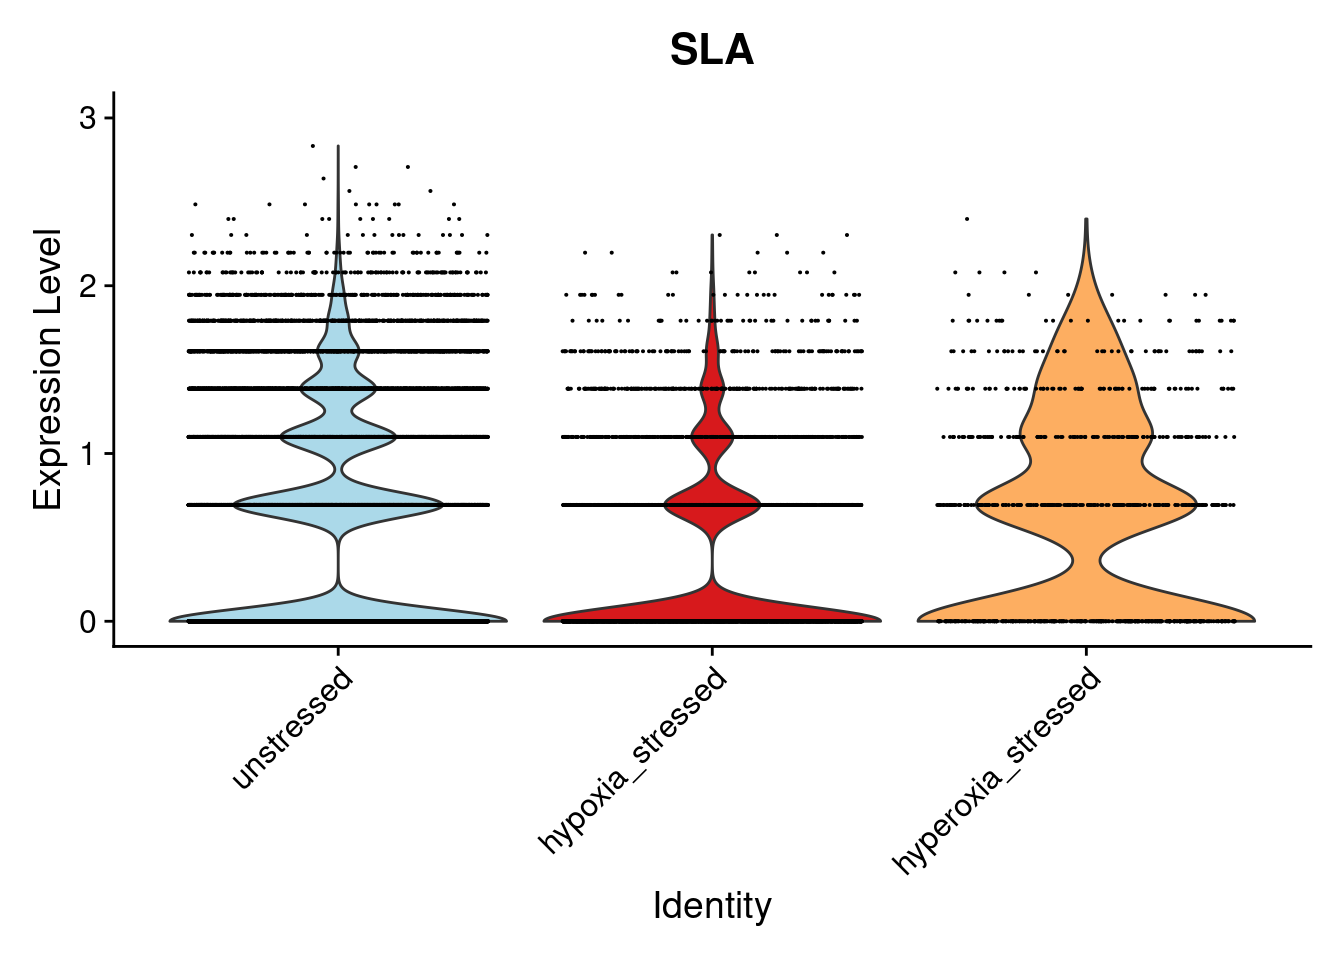 SLA
Expression Level
3
2
1
0
unstressed
hypoxia_stressed
hyperoxia_stressed
Identity